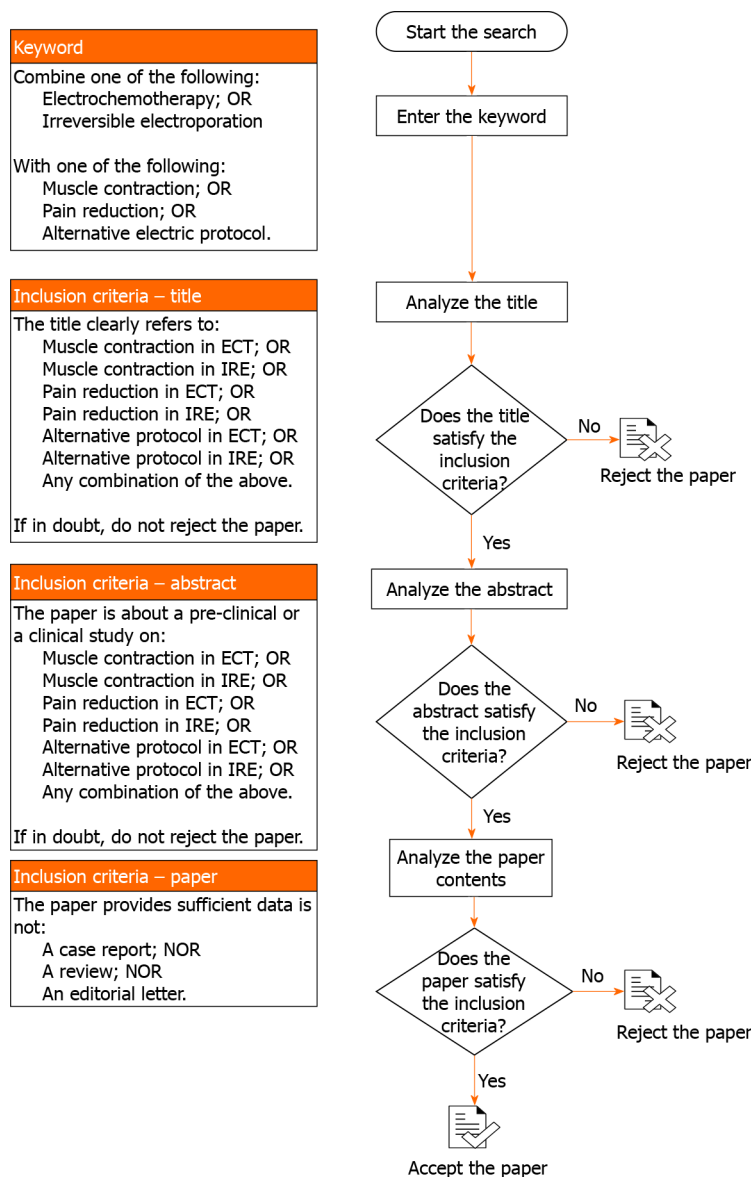 Start the search
Keyword
Combine one of the following:
Electrochemotherapy; OR
Irreversible electroporation
With one of the following:
Muscle contraction; OR
Pain reduction; OR
Alternative electric protocol.
Enter the keyword
Inclusion criteria – title
The title clearly refers to:
Muscle contraction in ECT; OR
Muscle contraction in IRE; OR
Pain reduction in ECT; OR
Pain reduction in IRE; OR
Alternative protocol in ECT; OR
Alternative protocol in IRE; OR
Any combination of the above.
If in doubt, do not reject the paper.
Analyze the title
Does the title
satisfy the
inclusion
criteria?
No
Reject the paper
Yes
Inclusion criteria – abstract
The paper is about a pre-clinical or
a clinical study on:
Muscle contraction in ECT; OR
Muscle contraction in IRE; OR
Pain reduction in ECT; OR
Pain reduction in IRE; OR
Alternative protocol in ECT; OR
Alternative protocol in IRE; OR
Any combination of the above.
If in doubt, do not reject the paper.
Analyze the abstract
Does the
abstract satisfy
the inclusion
criteria?
No
Reject the paper
Yes
Inclusion criteria – paper
The paper provides sufficient data is
not:
A case report; NOR
A review; NOR
An editorial letter.
Analyze the paper
contents
Does the
paper satisfy
the inclusion
criteria?
No
Reject the paper
Yes
Accept the paper